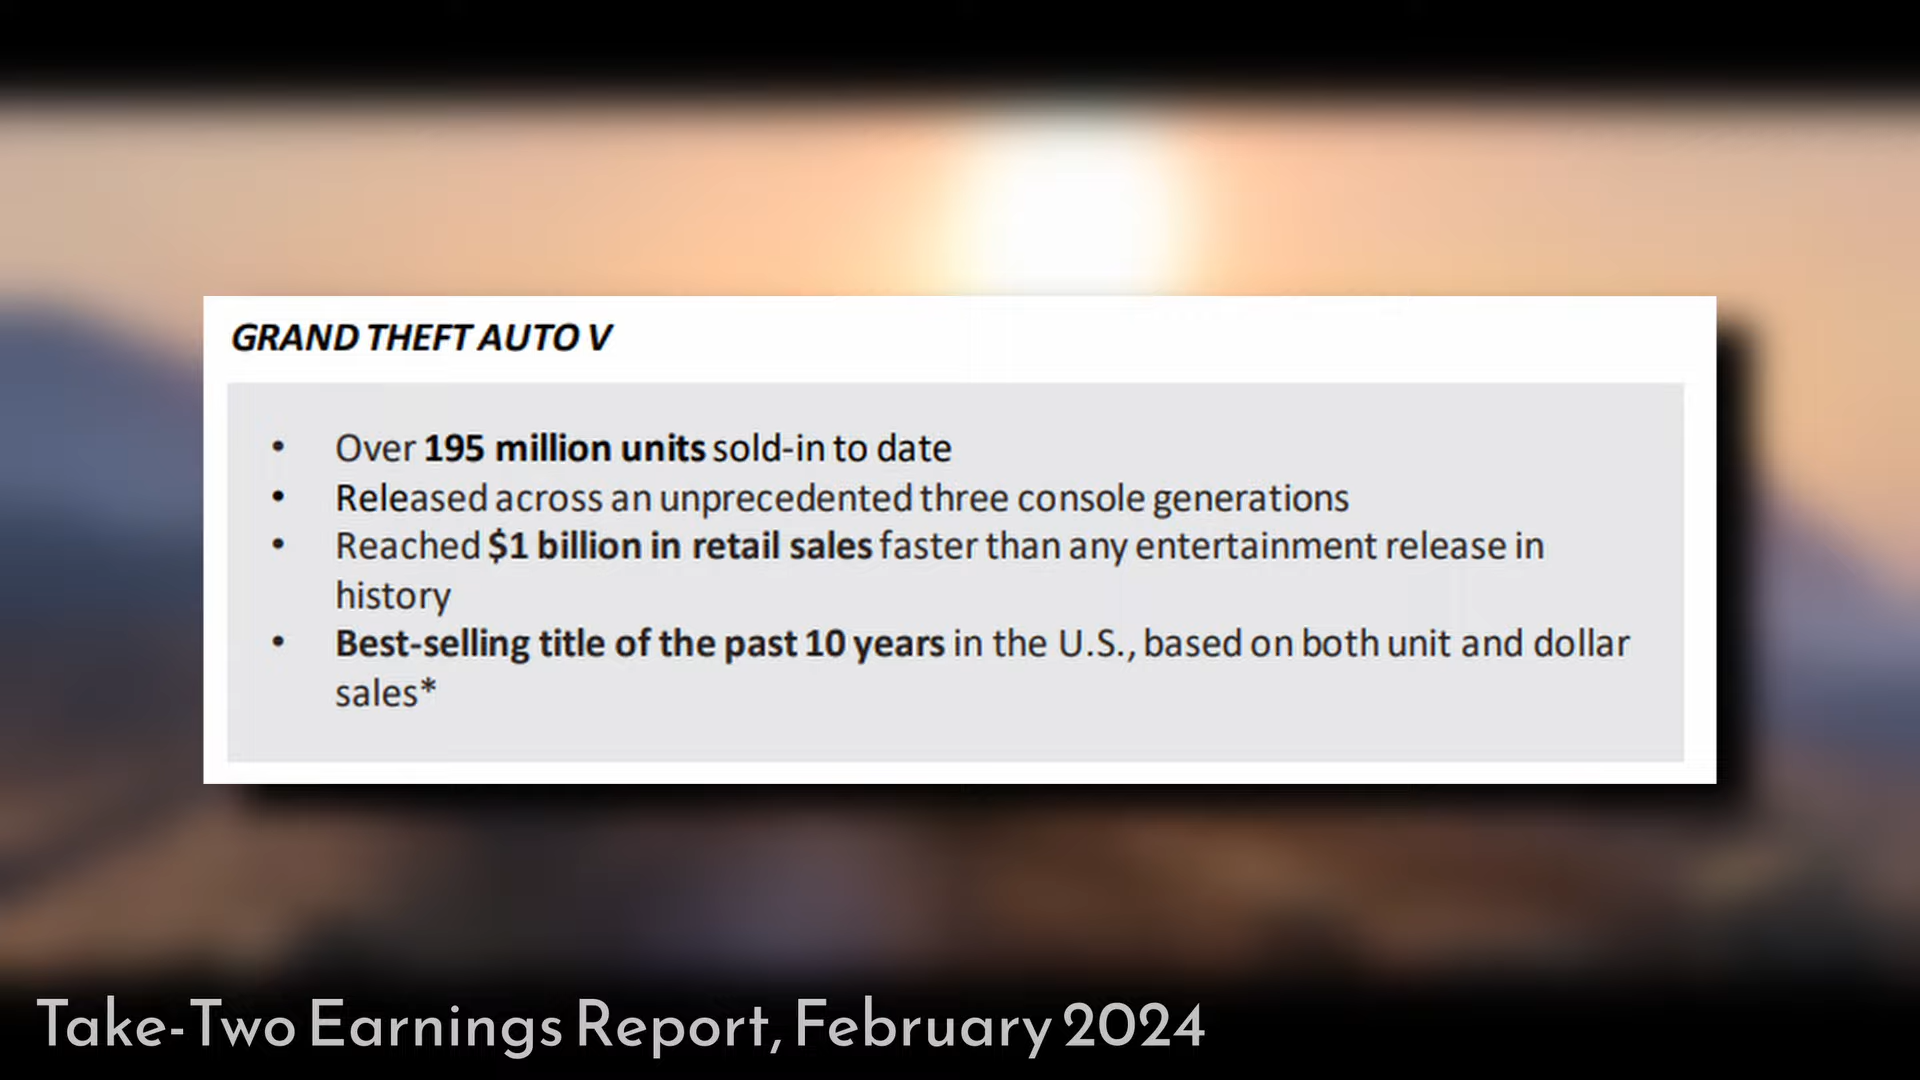 GRAND THEFT AUTO V
• Over 195 million units sold-in to date
• Released across an unprecedented three console generations
• Reached $1 billion in retail sales faster than any entertainment release in
history
• Best-selling title of the past 10 years in the U.S., based on both unit and dollar
sales*
Take-Two Earnings Report, February 2024